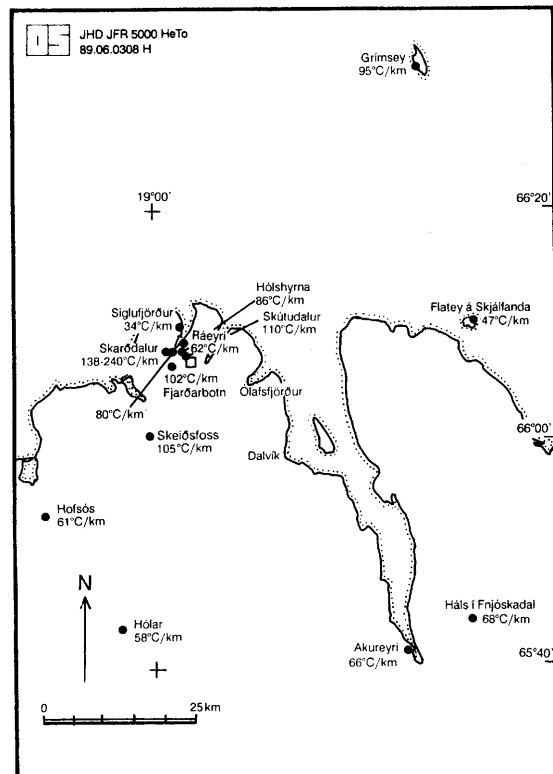 OS JHD JFR 5000 HeTo
89.06.0308 H
Grímsey
95°C/km
19°00'
66°20'
Hólshyrna
86°C/km
Siglufjörður
34°C/km
Skútudalur
110°C/km
Flatey á Skjálfanda
47°C/km
Ráeyri
62°C/km
Skarðdalur
138-240°C/km
102°C/km
Fjarðarbotn
Ólafsfjörður
80°C/km
66°00'
Skeiðsfoss
105°C/km
Dalvík
Hofsós
61°C/km
N
Háls í Fnjóskadal
68°C/km
Hólar
58°C/km
Akureyri
66°C/km
65°40'
0 25 km